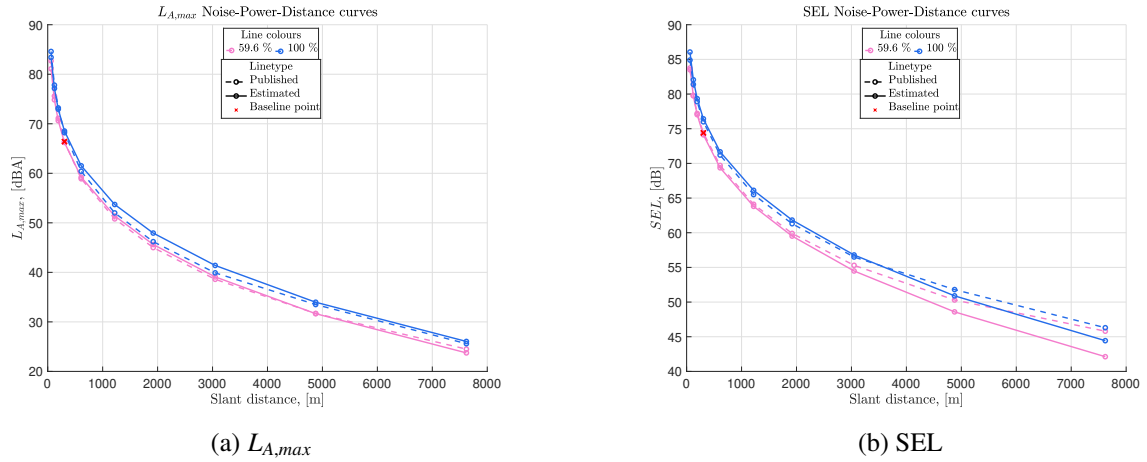 L_{A,max} Noise-Power-Distance curves
90
80
70
60
50
40
30
20
L_{A,max}, [dBA]
Line colours
59.6 % 100 %
Linetype
Published
Estimated
Baseline point
0 1000 2000 3000 4000 5000 6000 7000 8000
Slant distance, [m]
(a) L_{A,max}
SEL Noise-Power-Distance curves
90
85
80
75
70
65
60
55
50
45
40
SEL, [dB]
Line colours
59.6 % 100 %
Linetype
Published
Estimated
Baseline point
0 1000 2000 3000 4000 5000 6000 7000 8000
Slant distance, [m]
(b) SEL